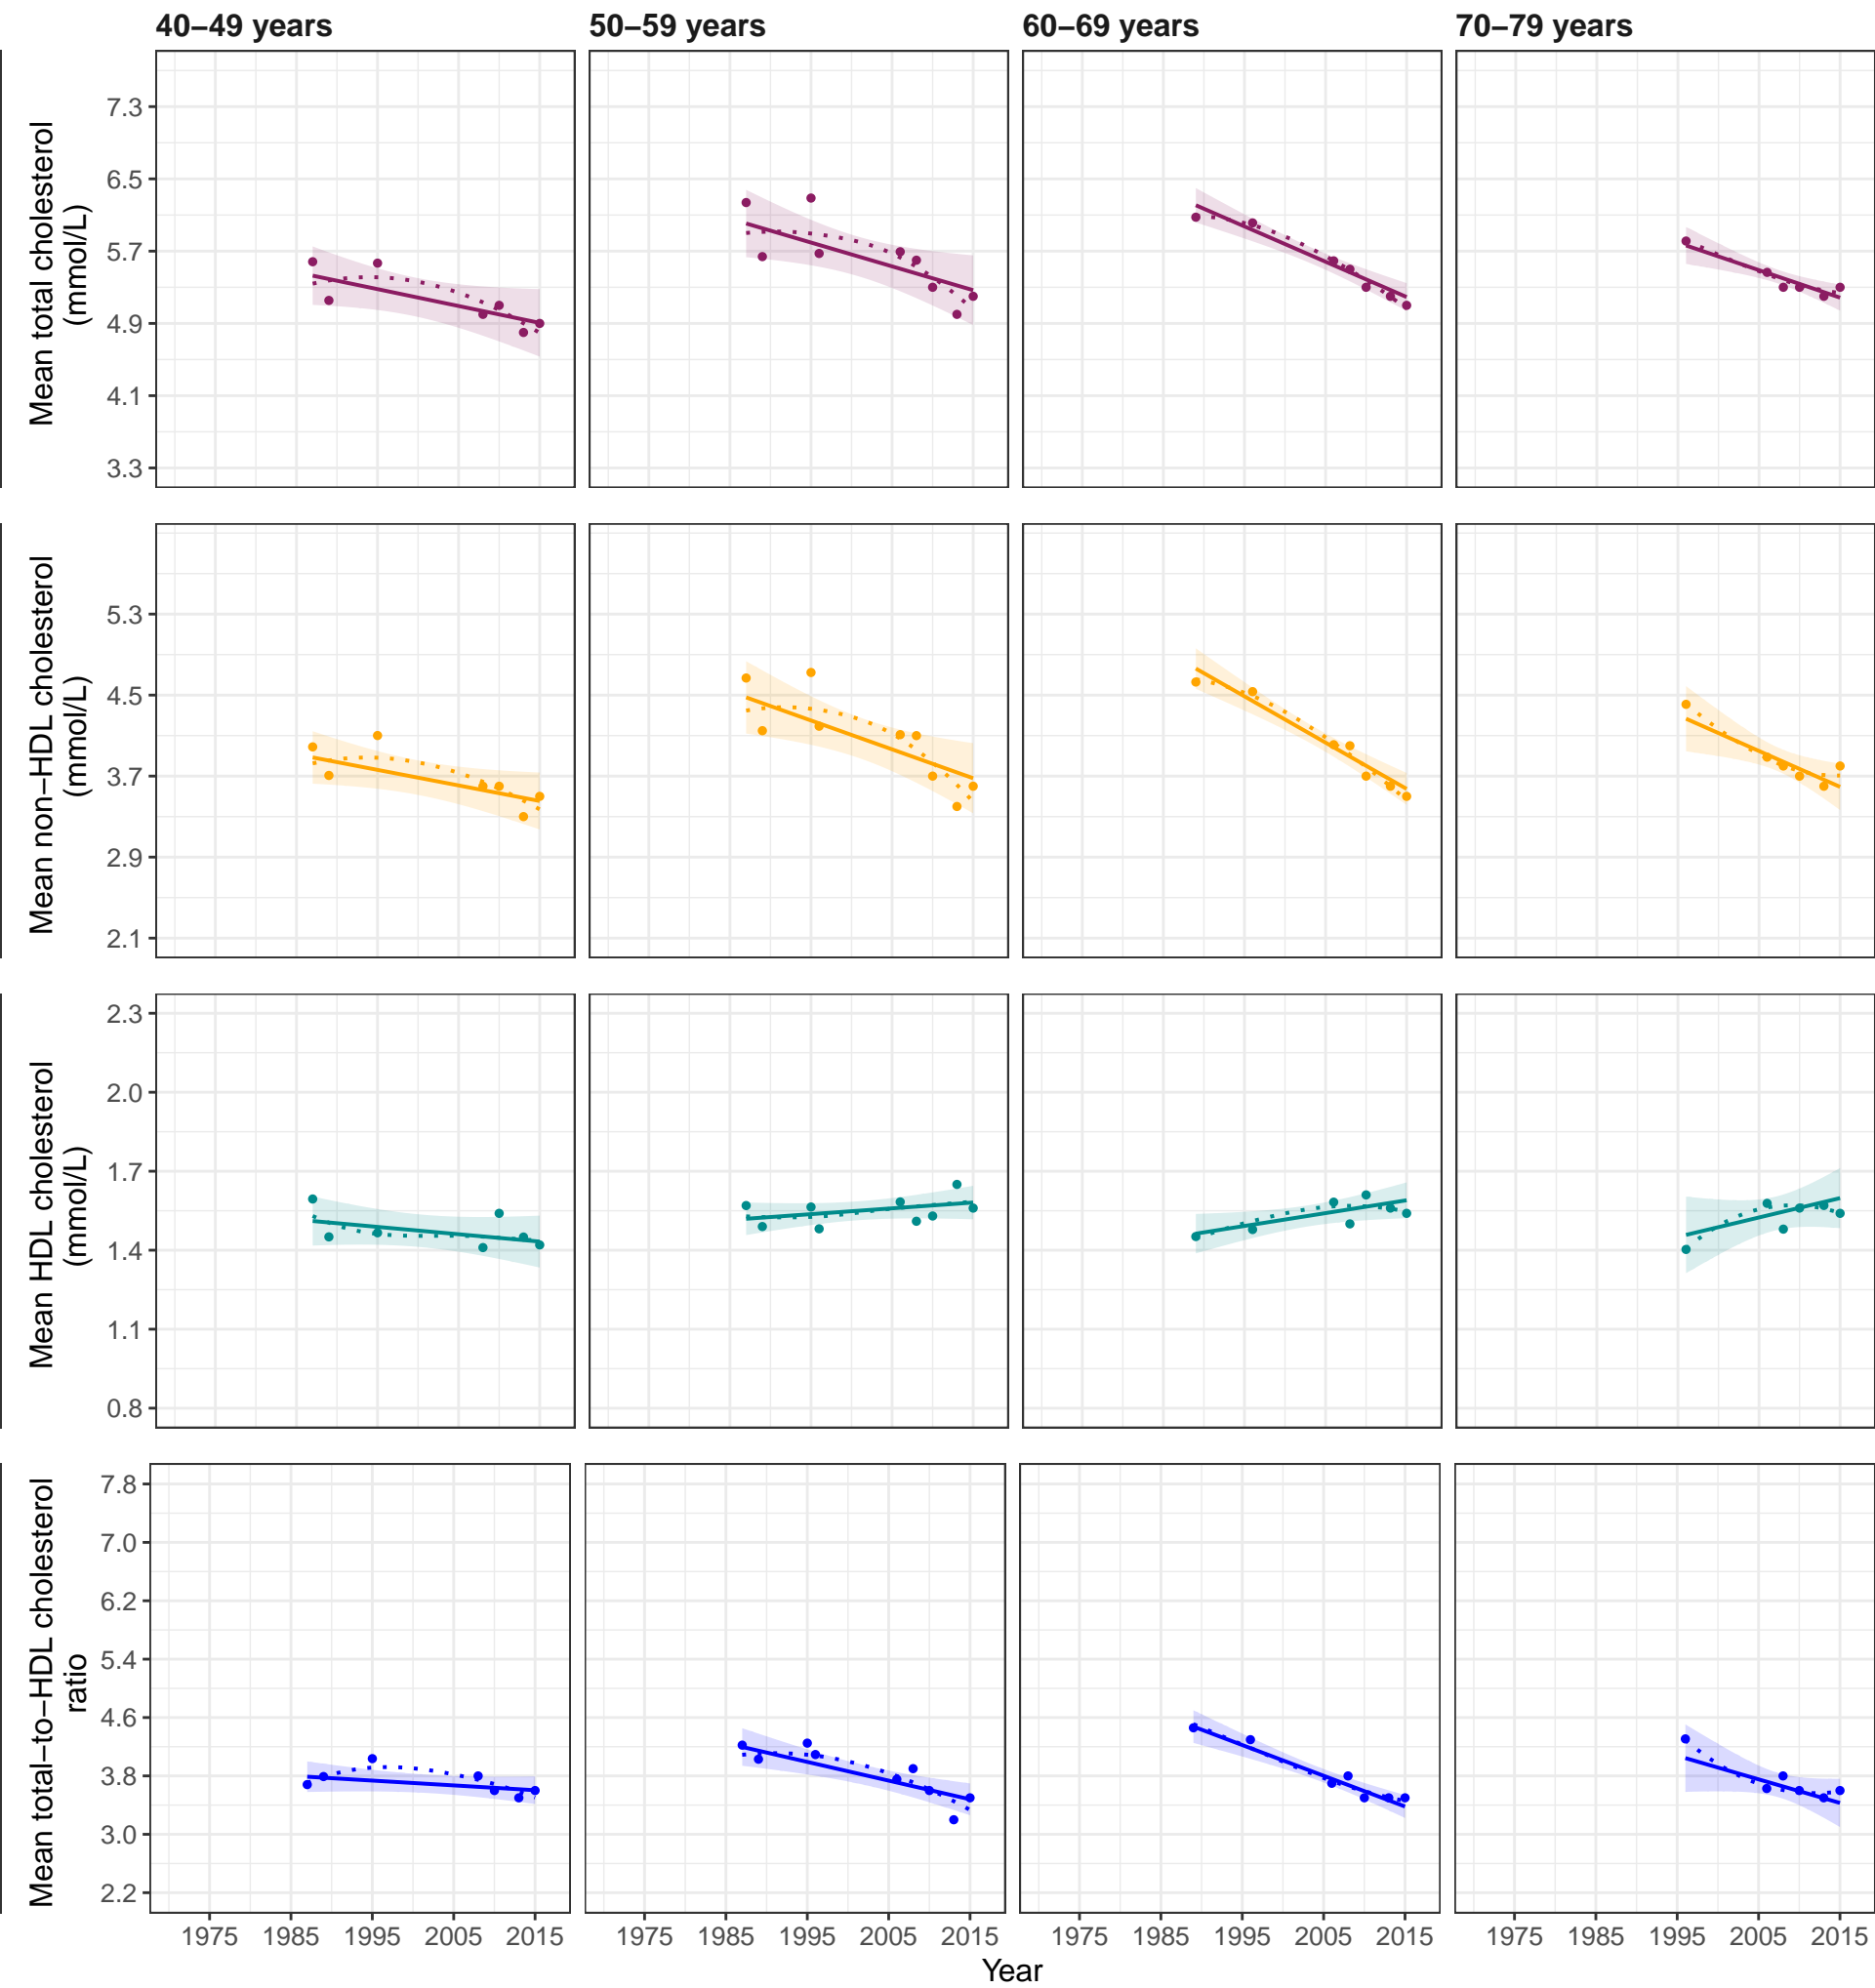 40–49 years
50–59 years
60–69 years
70–79 years
Mean total cholesterol
(mmol/L)
7.3
6.5
5.7
4.9
4.1
3.3
Mean non–HDL cholesterol
(mmol/L)
5.3
4.5
3.7
2.9
2.1
Mean HDL cholesterol
(mmol/L)
2.3
2.0
1.7
1.4
1.1
0.8
Mean total–to–HDL cholesterol
ratio
7.8
7.0
6.2
5.4
4.6
3.8
3.0
2.2
1975 1985 1995 2005 2015
1975 1985 1995 2005 2015
1975 1985 1995 2005 2015
1975 1985 1995 2005 2015
Year